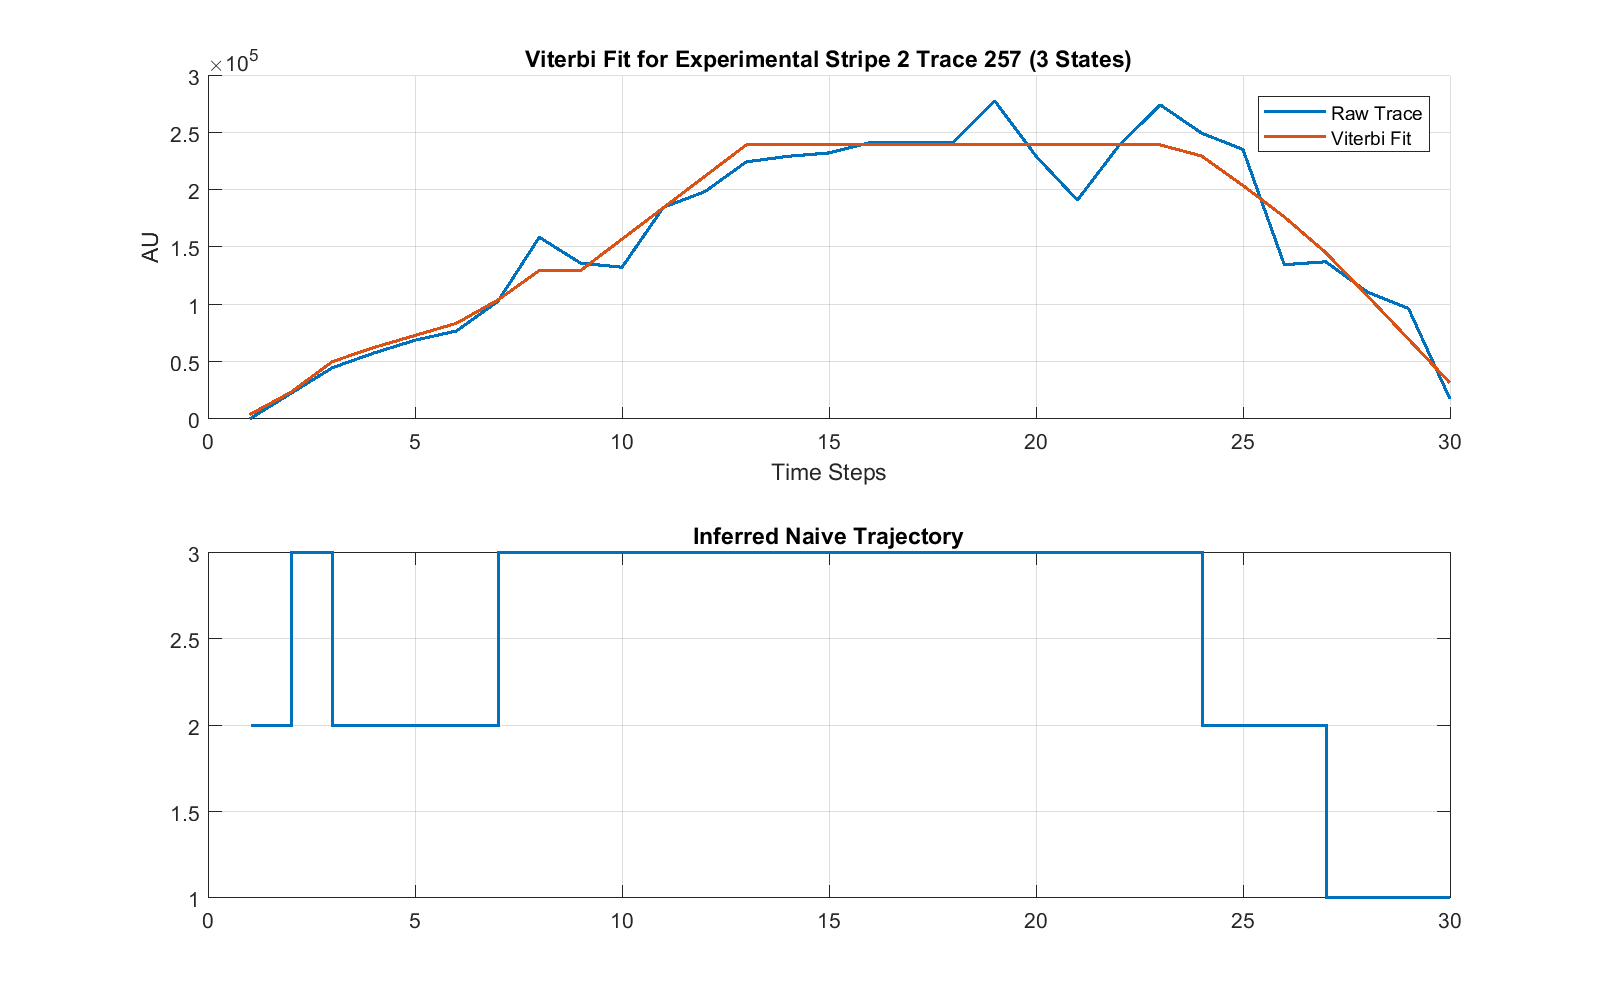 Viterbi Fit for Experimental Stripe 2 Trace 257 (3 States)
×10^5
3
2.5
2
1.5
1
0.5
0
AU
Raw Trace
Viterbi Fit
0 5 10 15 20 25 30
Time Steps
Inferred Naive Trajectory
3
2.5
2
1.5
1
0 5 10 15 20 25 30